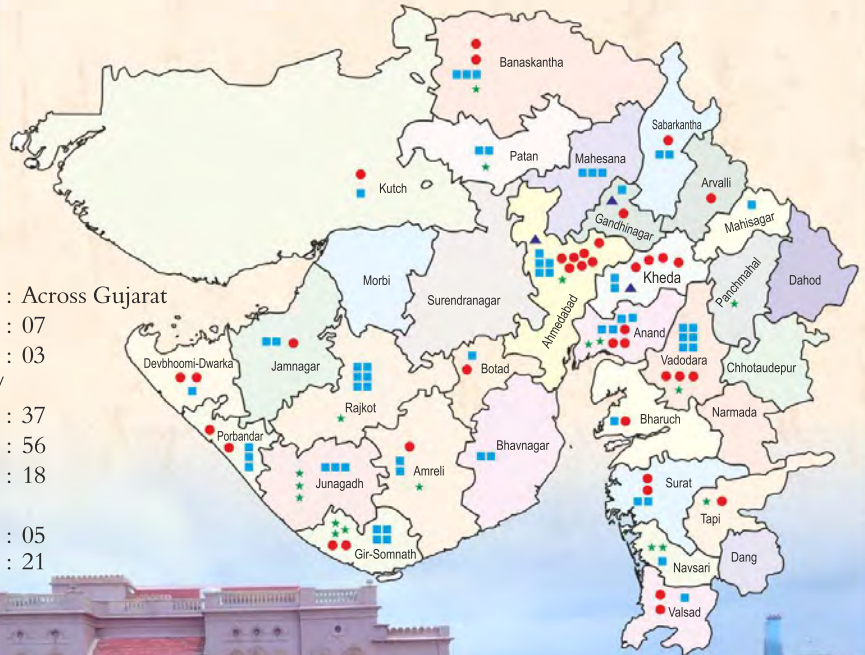 Banaskantha
Sabarkantha
Patan
Mahesana
Arvalli
Kutch
Gandhinagar
Mahisagar
Morbi
Kheda
Panchmahal
Dahod
: Across Gujarat
Surendranagar
: 07
Ahmedabad
Anand
: 03
Devbhoomi-Dwarka
Jamnagar
Botad
Vadodara
Chhotaudepur
Rajkot
: 37
Porbandar
Bharuch
Narmada
: 56
Bhavnagar
: 18
Junagadh
Amreli
Surat
Tapi
: 05
Gir-Somnath
: 21
Navsari
Dang
Valsad